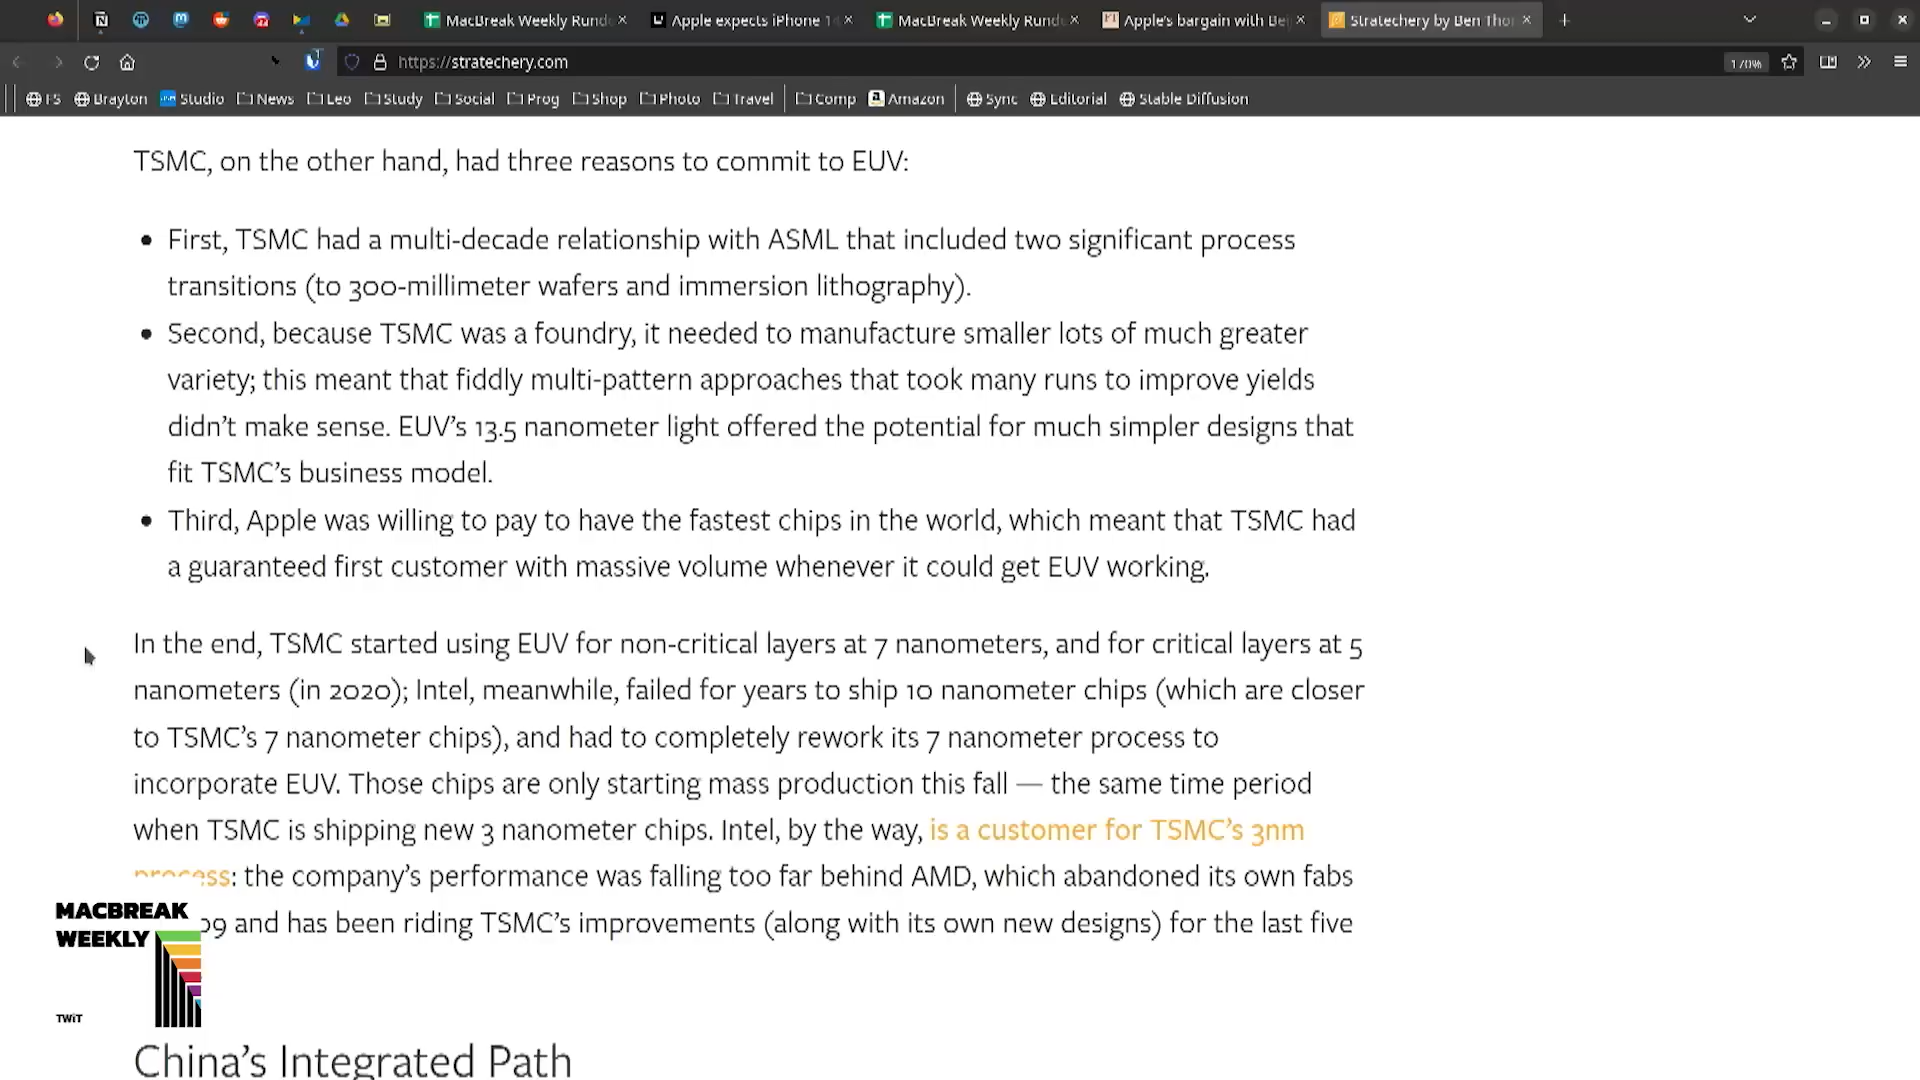 MacBreak Weekly Rund
Apple expects iPhone 14
MacBreak Weekly Rund
Apple's bargain with Bei
Stratechery by Ben Tho
https://stratechery.com
170%
F5 Brayton Studio News Leo Study Social Prog Shop Photo Travel Comp Amazon Sync Editorial Stable Diffusion
TSMC, on the other hand, had three reasons to commit to EUV:
First, TSMC had a multi-decade relationship with ASML that included two significant process
transitions (to 300-millimeter wafers and immersion lithography).
Second, because TSMC was a foundry, it needed to manufacture smaller lots of much greater
variety; this meant that fiddly multi-pattern approaches that took many runs to improve yields
didn't make sense. EUV's 13.5 nanometer light offered the potential for much simpler designs that
fit TSMC's business model.
Third, Apple was willing to pay to have the fastest chips in the world, which meant that TSMC had
a guaranteed first customer with massive volume whenever it could get EUV working.
In the end, TSMC started using EUV for non-critical layers at 7 nanometers, and for critical layers at 5
nanometers (in 2020); Intel, meanwhile, failed for years to ship 10 nanometer chips (which are closer
to TSMC's 7 nanometer chips), and had to completely rework its 7 nanometer process to
incorporate EUV. Those chips are only starting mass production this fall — the same time period
when TSMC is shipping new 3 nanometer chips. Intel, by the way, is a customer for TSMC's 3nm
process: the company's performance was falling too far behind AMD, which abandoned its own fabs
09 and has been riding TSMC's improvements (along with its own new designs) for the last five
MACBREAK
WEEKLY
TWiT
China's Integrated Path